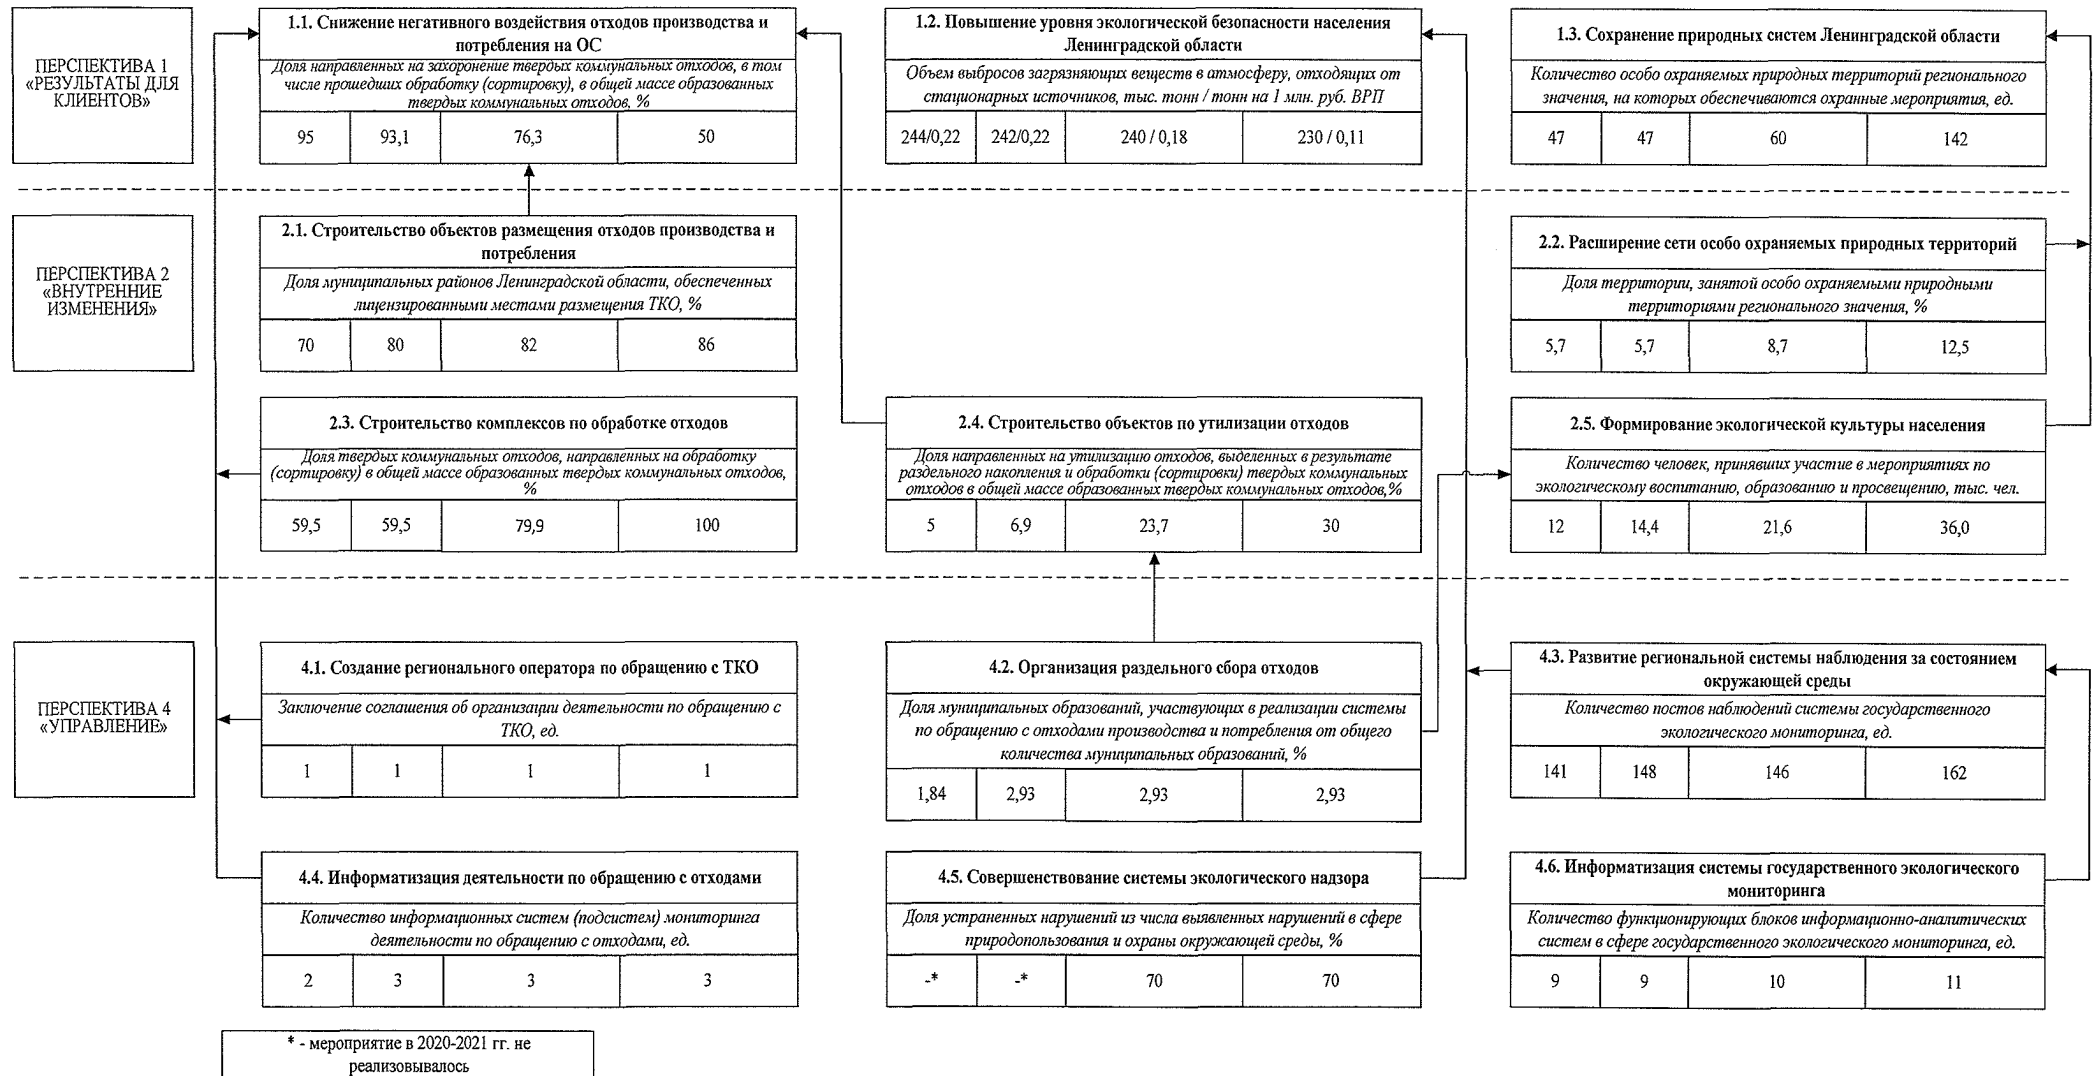 ПЕРСПЕКТИВА 1
«РЕЗУЛЬТАТЫ ДЛЯ
КЛИЕНТОВ»
1.1. Снижение негативного воздействия отходов производства и
потребления на ОС
Доля направленных на захоронение твердых коммунальных отходов, в том
числе прошедших обработку (сортировку), в общей массе образованных
твердых коммунальных отходов, %
95 93,1 76,3 50
1.2. Повышение уровня экологической безопасности населения
Ленинградской области
Объем выбросов загрязняющих веществ в атмосферу, отходящих от
стационарных источников, тыс. тонн / тонн на 1 млн. руб. ВРП
244/0,22 242/0,22 240 / 0,18 230 / 0,11
1.3. Сохранение природных систем Ленинградской области
Количество особо охраняемых природных территорий регионального
значения, на которых обеспечиваются охранные мероприятия, ед.
47 47 60 142
ПЕРСПЕКТИВА 2
«ВНУТРЕННИЕ
ИЗМЕНЕНИЯ»
2.1. Строительство объектов размещения отходов производства и
потребления
Доля муниципальных районов Ленинградской области, обеспеченных
лицензированными местами размещения ТКО, %
70 80 82 86
2.2. Расширение сети особо охраняемых природных территорий
Доля территории, занятой особо охраняемыми природными
территориями регионального значения, %
5,7 5,7 8,7 12,5
2.3. Строительство комплексов по обработке отходов
Доля твердых коммунальных отходов, направленных на обработку
(сортировку) в общей массе образованных твердых коммунальных отходов,
%
59,5 59,5 79,9 100
2.4. Строительство объектов по утилизации отходов
Доля направленных на утилизацию отходов, выделенных в результате
раздельного накопления и обработки (сортировки) твердых коммунальных
отходов в общей массе образованных твердых коммунальных отходов,%
5 6,9 23,7 30
2.5. Формирование экологической культуры населения
Количество человек, принявших участие в мероприятиях по
экологическому воспитанию, образованию и просвещению, тыс. чел.
12 14,4 21,6 36,0
ПЕРСПЕКТИВА 4
«УПРАВЛЕНИЕ»
4.1. Создание регионального оператора по обращению с ТКО
Заключение соглашения об организации деятельности по обращению с
ТКО, ед.
1 1 1 1
4.2. Организация раздельного сбора отходов
Доля муниципальных образований, участвующих в реализации системы
по обращению с отходами производства и потребления от общего
количества муниципальных образований, %
1,84 2,93 2,93 2,93
4.3. Развитие региональной системы наблюдения за состоянием
окружающей среды
Количество постов наблюдений системы государственного
экологического мониторинга, ед.
141 148 146 162
4.4. Информатизация деятельности по обращению с отходами
Количество информационных систем (подсистем) мониторинга
деятельности по обращению с отходами, ед.
2 3 3 3
4.5. Совершенствование системы экологического надзора
Доля устраненных нарушений из числа выявленных нарушений в сфере
природопользования и охраны окружающей среды, %
-* -* 70 70
4.6. Информатизация системы государственного экологического
мониторинга
Количество функционирующих блоков информационно-аналитических
систем в сфере государственного экологического мониторинга, ед.
9 9 10 11
* - мероприятие в 2020-2021 гг. не
реализовывалось